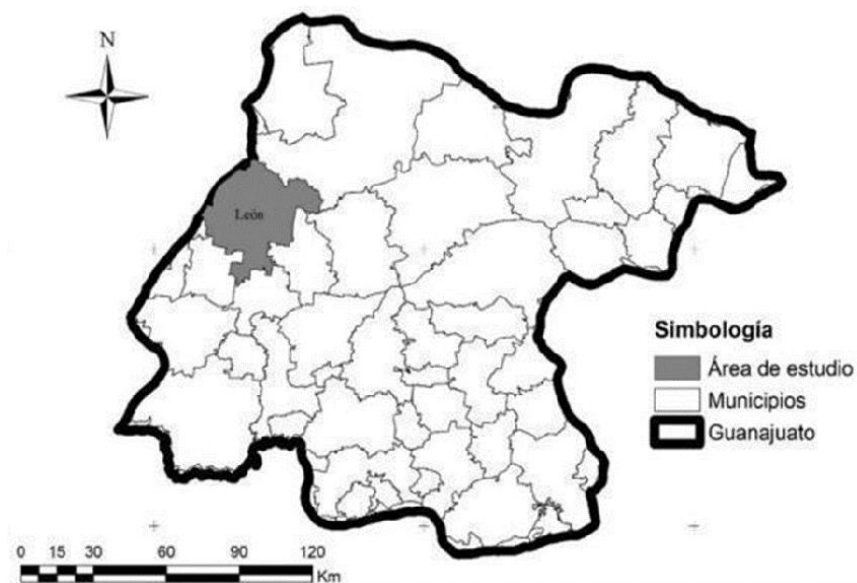 N
León
Simbología
Área de estudio
Municipios
Guanajuato
0 15 30 60 90 120
Km